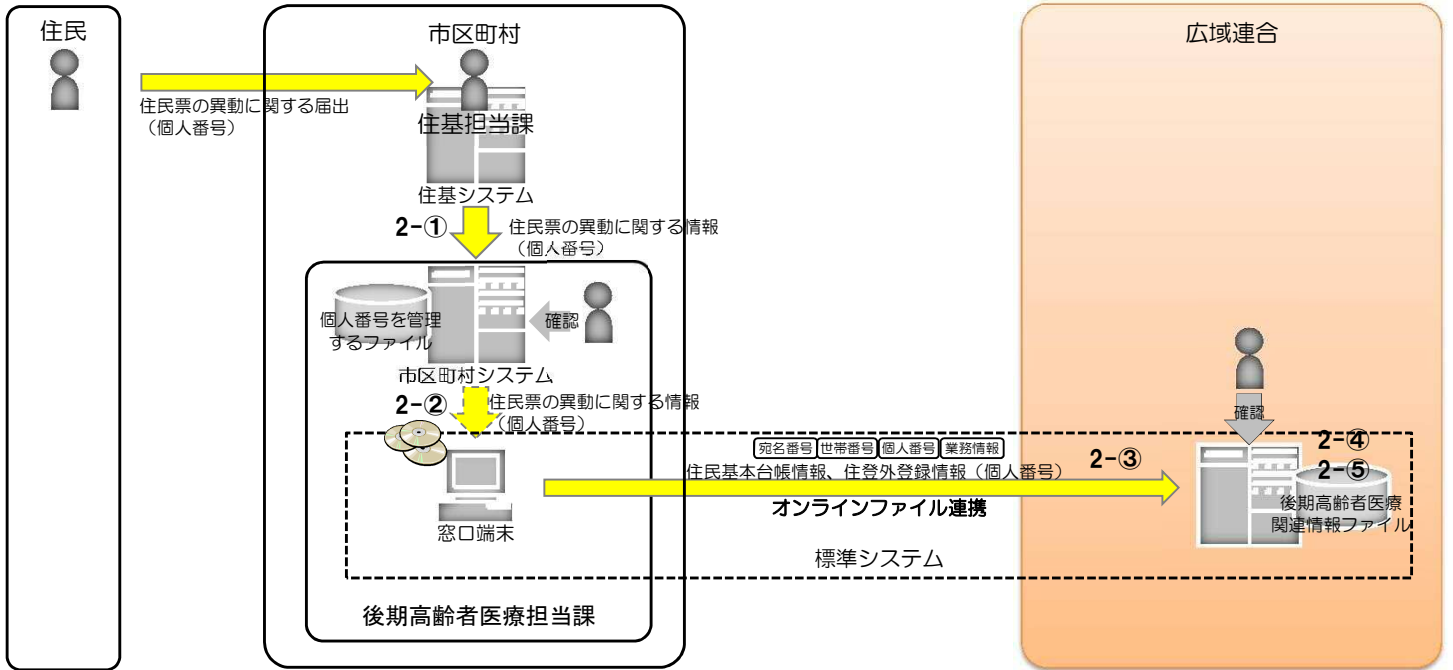 住民
市区町村
広域連合
住民票の異動に関する届出
（個人番号）
住基担当課
住基システム
2-①
住民票の異動に関する情報
（個人番号）
個人番号を管理
するファイル
確認
市区町村システム
2-②
住民票の異動に関する情報
（個人番号）
宛名番号 世帯番号 個人番号 業務情報
住民基本台帳情報、住登外登録情報（個人番号）
2-③
オンラインファイル連携
確認
2-④
2-⑤
後期高齢者医療
関連情報ファイル
窓口端末
標準システム
後期高齢者医療担当課